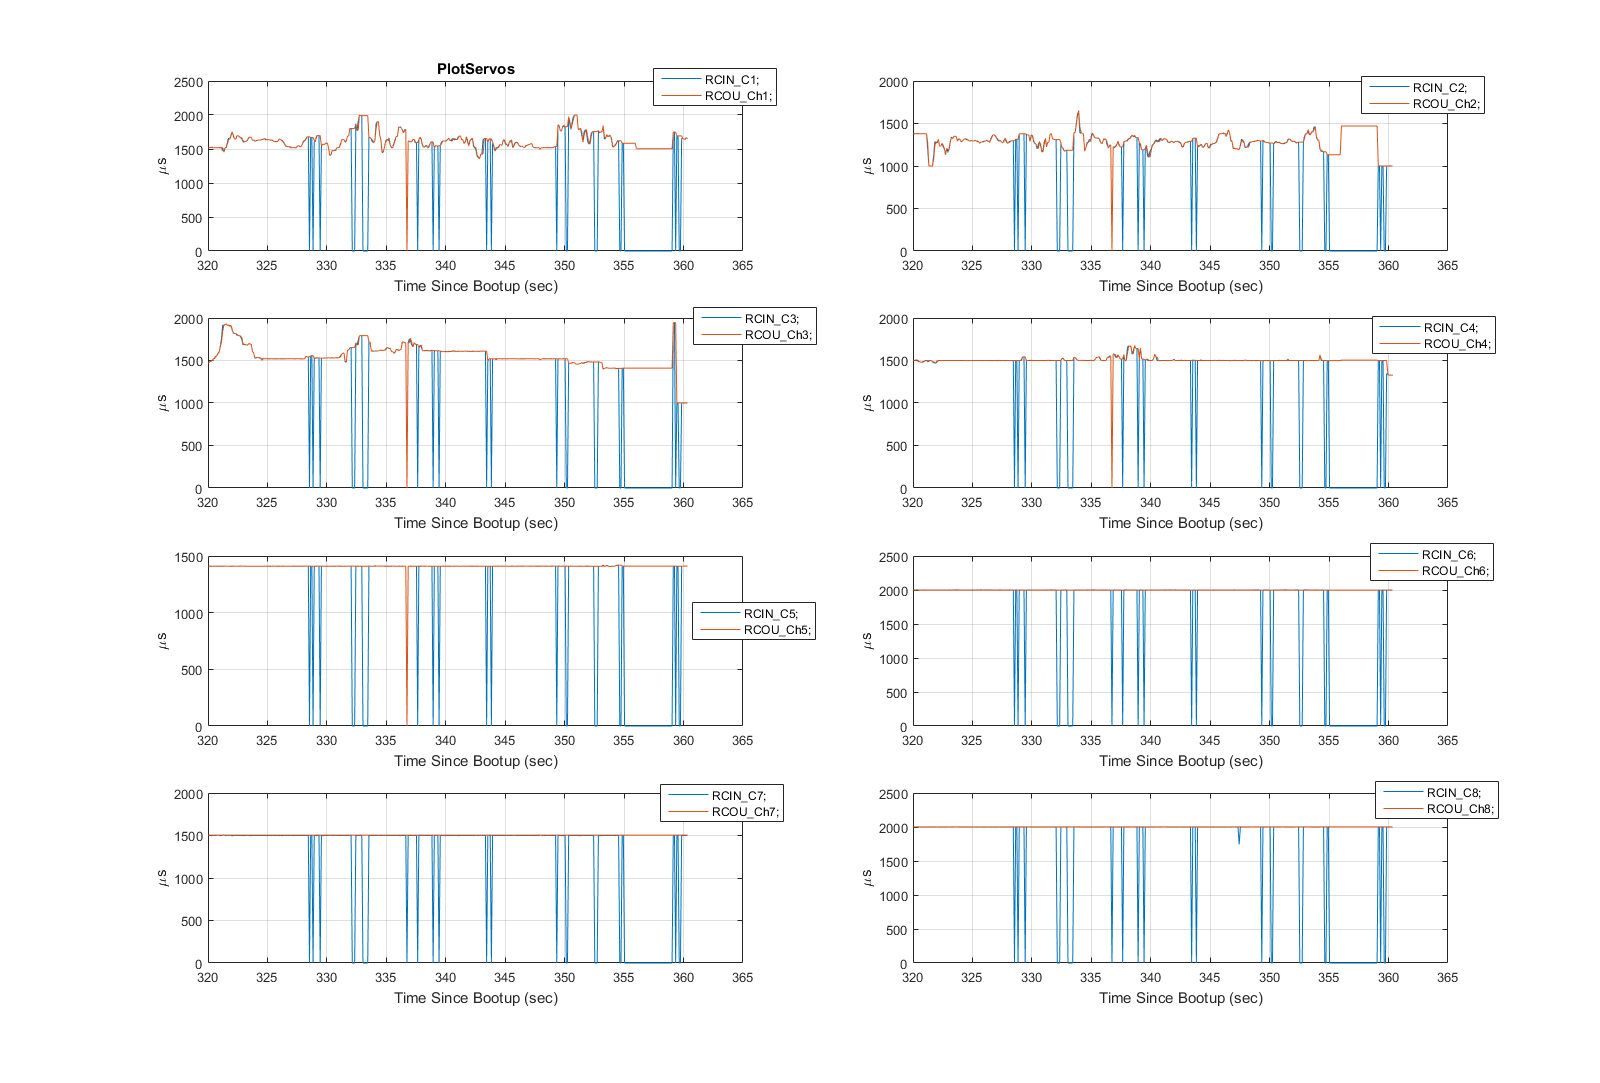 PlotServos
RCIN_C1;
RCOU_Ch1;
2500
2000
1500
1000
500
0
μs
320 325 330 335 340 345 350 355 360 365
Time Since Bootup (sec)
RCIN_C2;
RCOU_Ch2;
2000
1500
1000
500
0
μs
320 325 330 335 340 345 350 355 360 365
Time Since Bootup (sec)
RCIN_C3;
RCOU_Ch3;
2000
1500
1000
500
0
μs
320 325 330 335 340 345 350 355 360 365
Time Since Bootup (sec)
RCIN_C4;
RCOU_Ch4;
2000
1500
1000
500
0
μs
320 325 330 335 340 345 350 355 360 365
Time Since Bootup (sec)
RCIN_C5;
RCOU_Ch5;
1500
1000
500
0
μs
320 325 330 335 340 345 350 355 360 365
Time Since Bootup (sec)
RCIN_C6;
RCOU_Ch6;
2500
2000
1500
1000
500
0
μs
320 325 330 335 340 345 350 355 360 365
Time Since Bootup (sec)
RCIN_C7;
RCOU_Ch7;
2000
1500
1000
500
0
μs
320 325 330 335 340 345 350 355 360 365
Time Since Bootup (sec)
RCIN_C8;
RCOU_Ch8;
2500
2000
1500
1000
500
0
μs
320 325 330 335 340 345 350 355 360 365
Time Since Bootup (sec)